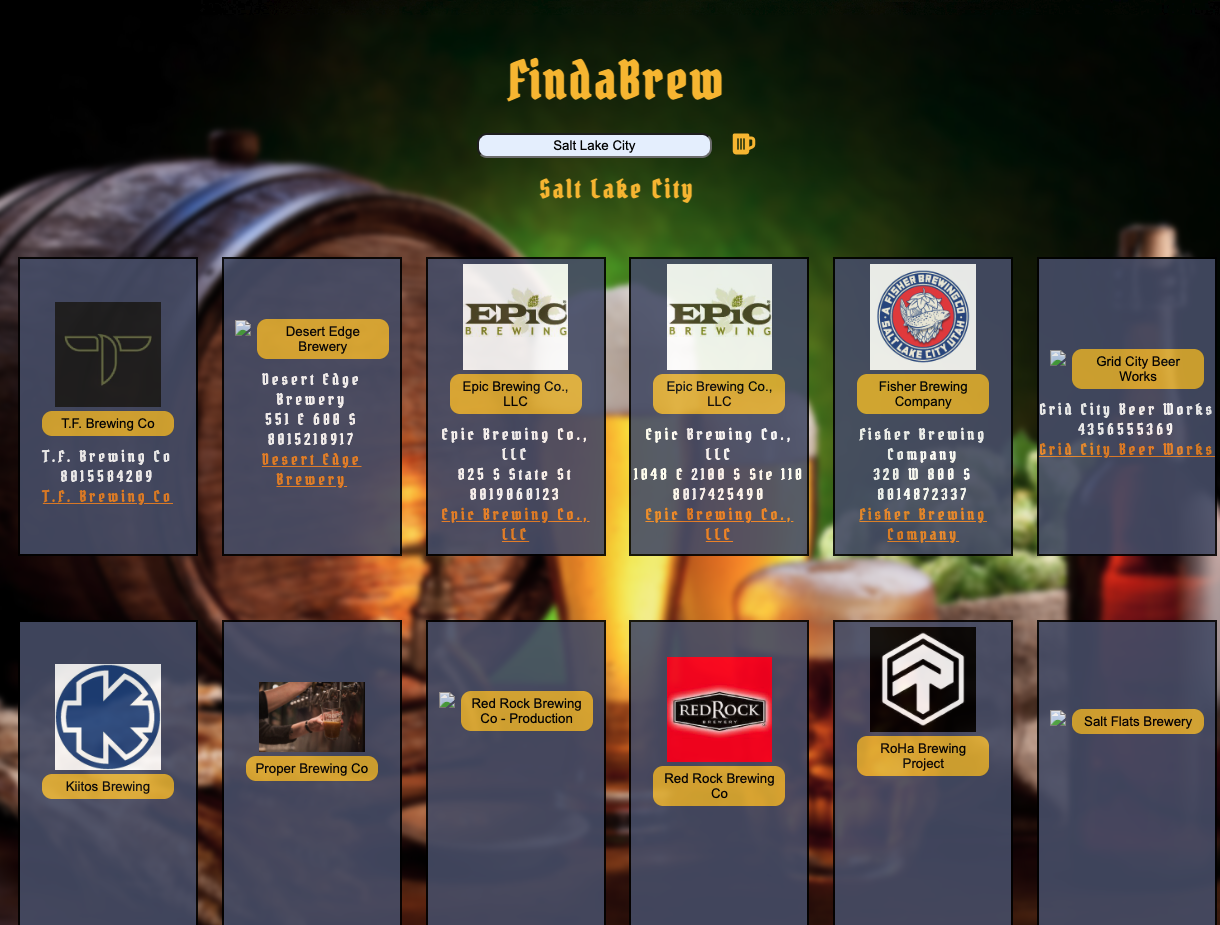 FindaBrew
Salt Lake City
Salt Lake City
T.F. Brewing Co
T.f. Brewing Co
8015584209
T.f. Brewing Co
Desert Edge
Brewery
Desert Edge
Brewery
551 E 600 S
8015218917
Desert Edge
Brewery
EPiC
BREWING
Epic Brewing Co.,
LLC
Epic Brewing Co.,
LLC
825 S State St
8019060123
Epic Brewing Co.,
LLC
EPiC
BREWING
Epic Brewing Co.,
LLC
Epic Brewing Co.,
LLC
1048 E 2100 S Ste 110
8017425490
Epic Brewing Co.,
LLC
A. FISHER BREWING CO
SALT LAKE CITY UTAH
Fisher Brewing
Company
Fisher Brewing
Company
320 W 800 S
8014872337
Fisher Brewing
Company
Grid City Beer
Works
Grid City Beer Works
4356555369
Grid City Beer Works
Kiitos Brewing
Proper Brewing Co
Red Rock Brewing
Co - Production
REDROCK
BREWERY
Red Rock Brewing
Co
RoHa Brewing
Project
Salt Flats Brewery